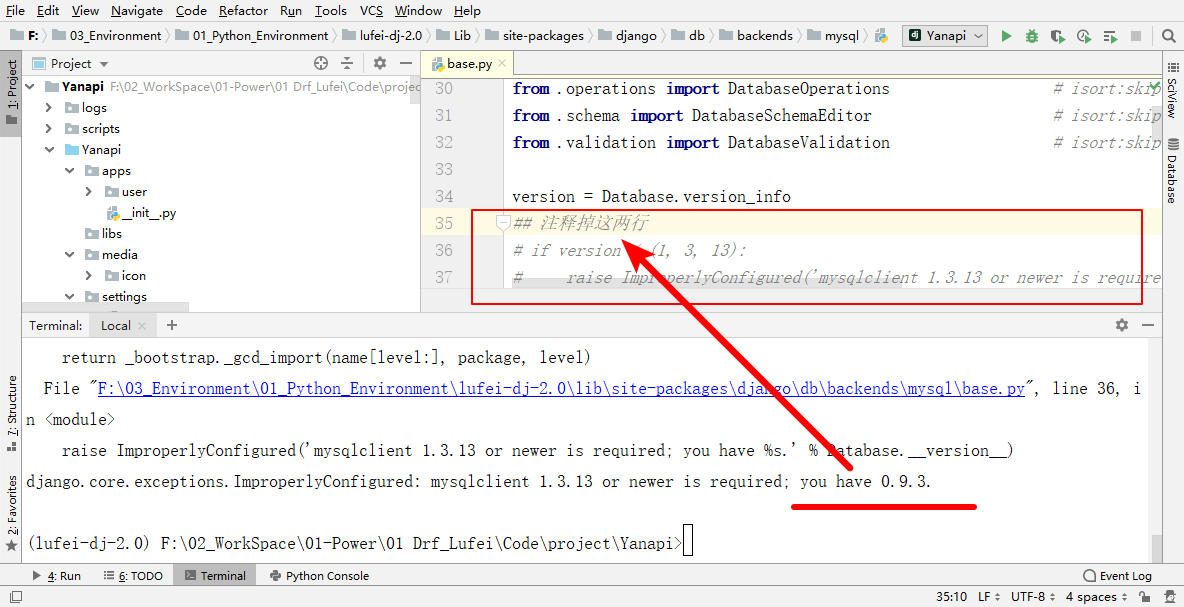 File Edit View Navigate Code Refactor Run Tools VCS Window Help
F: 03_Environment 01_Python_Environment lufei-dj-2.0 Lib site-packages django db backends mysql Yanapi
1: Project
Project
base.py
Yanapi F:\02_WorkSpace\01-Power\01 Drf_Lufei\Code\projec
logs
scripts
Yanapi
apps
user
__init__.py
libs
media
icon
settings
30 from .operations import DatabaseOperations # isort:skip
31 from .schema import DatabaseSchemaEditor # isort:skip
32 from .validation import DatabaseValidation # isort:skip
33
34 version = Database.version_info
35 ## 注释掉这两行
36 # if version (1, 3, 13):
37 # raise ImproperlyConfigured('mysqlclient 1.3.13 or newer is require
SciView
Database
Terminal: Local +
return _bootstrap._gcd_import(name[level:], package, level)
File "F:\03_Environment\01_Python_Environment\lufei-dj-2.0\lib\site-packages\django\db\backends\mysql\base.py", line 36, i
n <module>
raise ImproperlyConfigured('mysqlclient 1.3.13 or newer is required; you have %s.' % Database.__version__)
django.core.exceptions.ImproperlyConfigured: mysqlclient 1.3.13 or newer is required; you have 0.9.3.
(lufei-dj-2.0) F:\02_WorkSpace\01-Power\01 Drf_Lufei\Code\project\Yanapi>
7: Structure
2: Favorites
4: Run 6: TODO Terminal Python Console Event Log
35:10 LF UTF-8 4 spaces